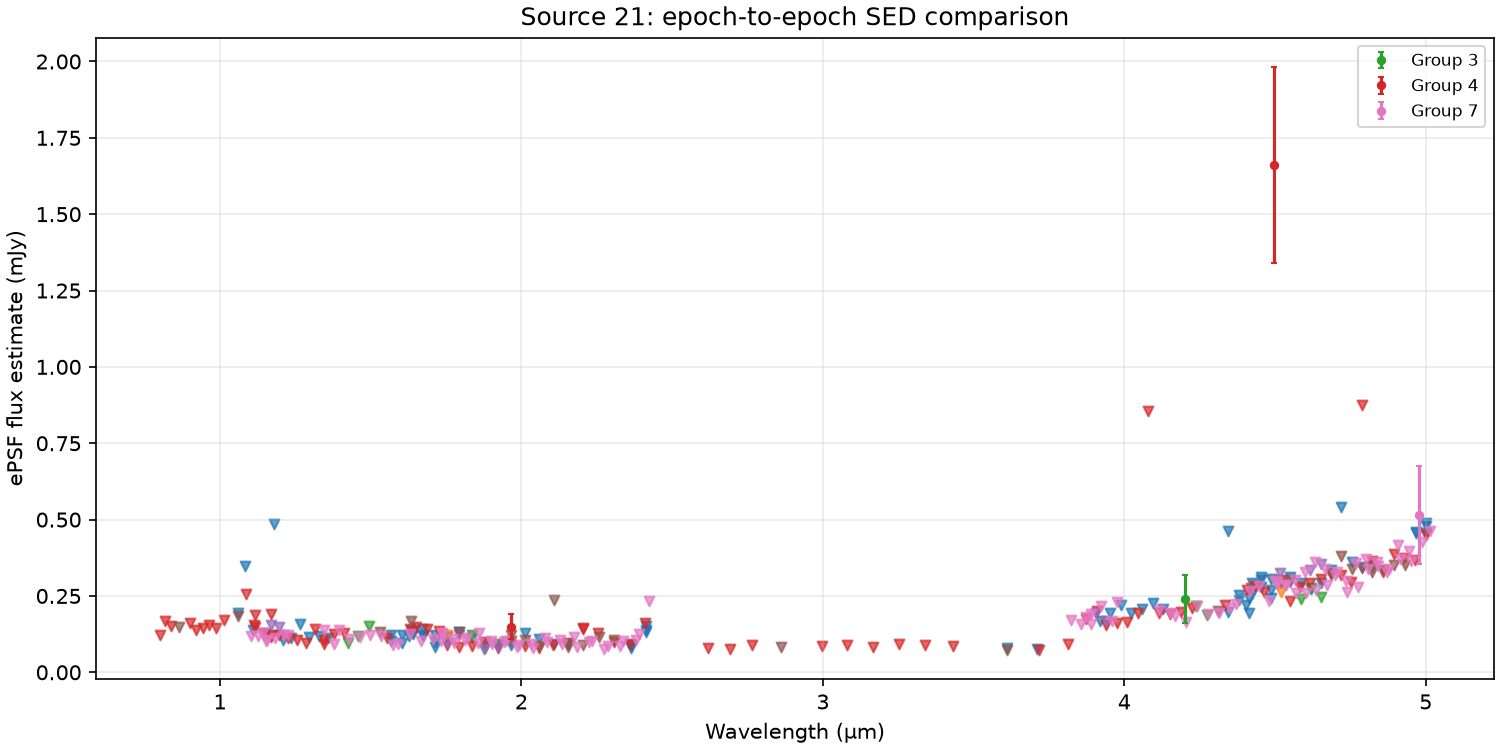 Source 21: epoch-to-epoch SED comparison
ePSF flux estimate (mJy)
2.00
1.75
1.50
1.25
1.00
0.75
0.50
0.25
0.00
Group 3
Group 4
Group 7
1 2 3 4 5
Wavelength (μm)